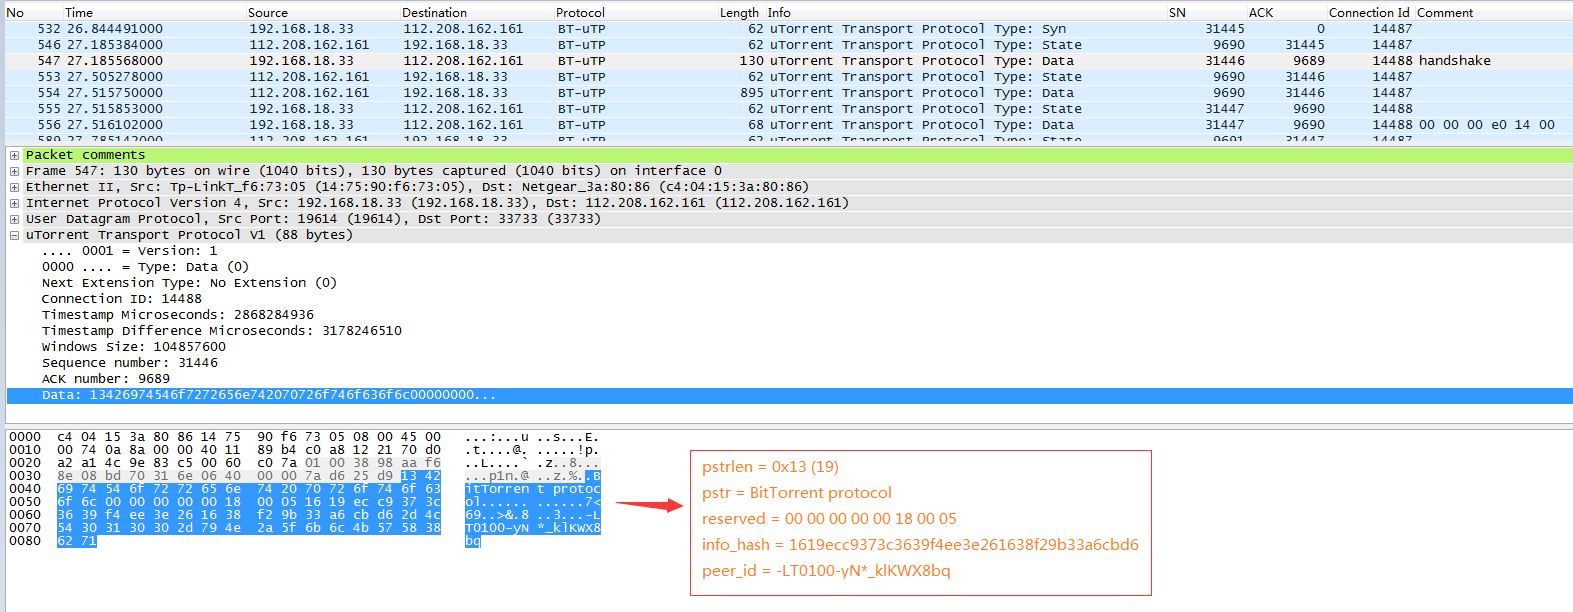 No Time Source Destination Protocol Length Info SN ACK Connection Id Comment
532 26.844491000 192.168.18.33 112.208.162.161 BT-uTP 62 uTorrent Transport Protocol Type: Syn 31445 0 14487
546 27.185384000 112.208.162.161 192.168.18.33 BT-uTP 62 uTorrent Transport Protocol Type: State 9690 31445 14487
547 27.185568000 192.168.18.33 112.208.162.161 BT-uTP 130 uTorrent Transport Protocol Type: Data 31446 9689 14488 handshake
553 27.505278000 112.208.162.161 192.168.18.33 BT-uTP 62 uTorrent Transport Protocol Type: State 9690 31446 14487
554 27.515750000 112.208.162.161 192.168.18.33 BT-uTP 895 uTorrent Transport Protocol Type: Data 9690 31446 14487
555 27.515853000 192.168.18.33 112.208.162.161 BT-uTP 62 uTorrent Transport Protocol Type: State 31447 9690 14488
556 27.516102000 192.168.18.33 112.208.162.161 BT-uTP 68 uTorrent Transport Protocol Type: Data 31447 9690 14488 00 00 00 e0 14 00
580 27.785142000 112.208.162.161 192.168.18.33 BT-uTP 62 uTorrent Transport Protocol Type: State 9691 31447 14487
Packet comments
Frame 547: 130 bytes on wire (1040 bits), 130 bytes captured (1040 bits) on interface 0
Ethernet II, Src: Tp-LinkT_f6:73:05 (14:75:90:f6:73:05), Dst: Netgear_3a:80:86 (c4:04:15:3a:80:86)
Internet Protocol Version 4, Src: 192.168.18.33 (192.168.18.33), Dst: 112.208.162.161 (112.208.162.161)
User Datagram Protocol, Src Port: 19614 (19614), Dst Port: 33733 (33733)
uTorrent Transport Protocol V1 (88 bytes)
.... 0001 = Version: 1
0000 .... = Type: Data (0)
Next Extension Type: No Extension (0)
Connection ID: 14488
Timestamp Microseconds: 2868284936
Timestamp Difference Microseconds: 3178246510
Windows Size: 104857600
Sequence number: 31446
ACK number: 9689
Data: 13426974546f7272656e742070726f746f636f6c00000000...
0000 c4 04 15 3a 80 86 14 75 90 f6 73 05 08 00 45 00 ...:...u ..s...E.
0010 00 74 0a 8a 00 00 40 11 89 b4 c0 a8 12 21 70 d0 .t....@. .....!p.
0020 a2 a1 4c 9e 83 c5 00 60 c0 7a 01 00 38 98 aa f6 ..L....` .z..8...
0030 8e 08 bd 70 31 6e 06 40 00 00 7a d6 25 d9 13 42 ...p1n.@ ..z.%..B
0040 69 74 54 6f 72 72 65 6e 74 20 70 72 6f 74 6f 63 itTorren t protoc
0050 6f 6c 00 00 00 00 00 18 00 05 16 19 ec c9 37 3c ol...... ......7<
0060 36 39 f4 ee 3e 26 16 38 f2 9b 33 a6 cb d6 2d 4c 69..>&.8 ..3...-L
0070 54 30 31 30 30 2d 79 4e 2a 5f 6b 6c 4b 57 58 38 T0100-yN *_klKWX8
0080 62 71 bq
pstrlen = 0x13 (19)
pstr = BitTorrent protocol
reserved = 00 00 00 00 00 18 00 05
info_hash = 1619ecc9373c3639f4ee3e261638f29b33a6cbd6
peer_id = -LT0100-yN*_klKWX8bq